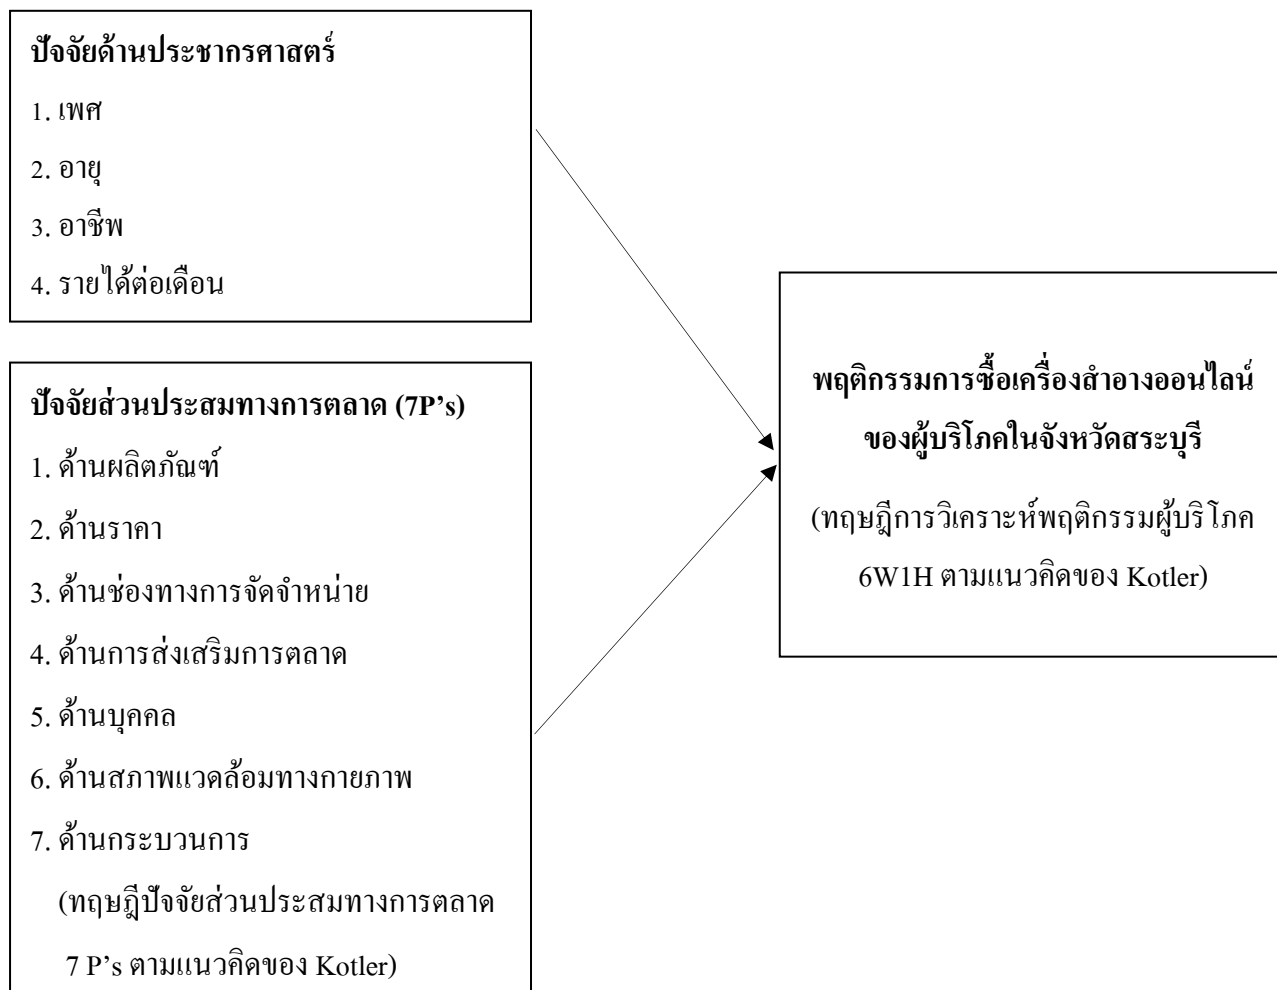 ปัจจัยด้านประชากรศาสตร์
1. เพศ
2. อายุ
3. อาชีพ
4. รายได้ต่อเดือน
ปัจจัยส่วนประสมทางการตลาด (7P’s)
1. ด้านผลิตภัณฑ์
2. ด้านราคา
3. ด้านช่องทางการจัดจำหน่าย
4. ด้านการส่งเสริมการตลาด
5. ด้านบุคคล
6. ด้านสภาพแวดล้อมทางกายภาพ
7. ด้านกระบวนการ
(ทฤษฎีปัจจัยส่วนประสมทางการตลาด
7 P’s ตามแนวคิดของ Kotler)
พฤติกรรมการซื้อเครื่องสำอางออนไลน์
ของผู้บริโภคในจังหวัดสระบุรี
(ทฤษฎีการวิเคราะห์พฤติกรรมผู้บริโภค
6W1H ตามแนวคิดของ Kotler)